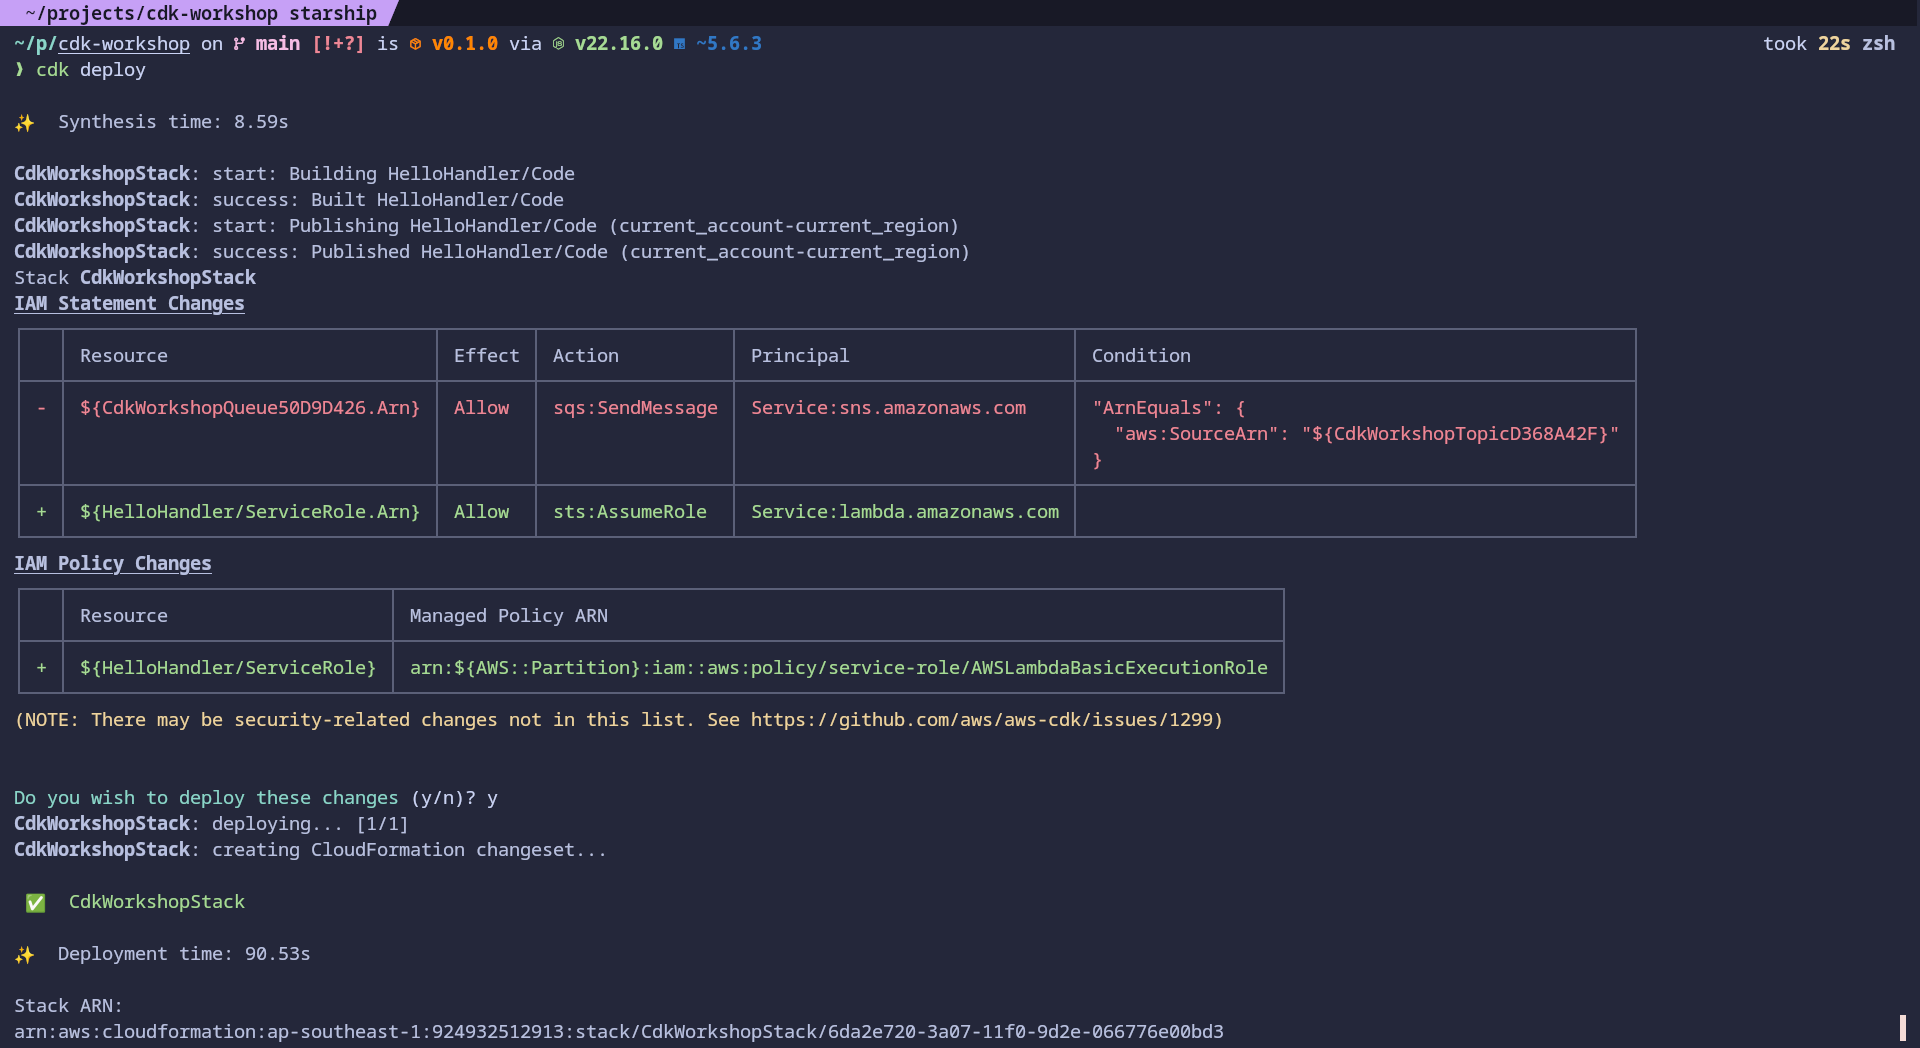 ~/projects/cdk-workshop starship
~/p/cdk-workshop on main [!+?] is v0.1.0 via v22.16.0 ~5.6.3 took 22s zsh
❯ cdk deploy
✨ Synthesis time: 8.59s
CdkWorkshopStack: start: Building HelloHandler/Code
CdkWorkshopStack: success: Built HelloHandler/Code
CdkWorkshopStack: start: Publishing HelloHandler/Code (current_account-current_region)
CdkWorkshopStack: success: Published HelloHandler/Code (current_account-current_region)
Stack CdkWorkshopStack
IAM Statement Changes
Resource Effect Action Principal Condition
- ${CdkWorkshopQueue50D9D426.Arn} Allow sqs:SendMessage Service:sns.amazonaws.com "ArnEquals": {
"aws:SourceArn": "${CdkWorkshopTopicD368A42F}"
}
+ ${HelloHandler/ServiceRole.Arn} Allow sts:AssumeRole Service:lambda.amazonaws.com
IAM Policy Changes
Resource Managed Policy ARN
+ ${HelloHandler/ServiceRole} arn:${AWS::Partition}:iam::aws:policy/service-role/AWSLambdaBasicExecutionRole
(NOTE: There may be security-related changes not in this list. See https://github.com/aws/aws-cdk/issues/1299)
Do you wish to deploy these changes (y/n)? y
CdkWorkshopStack: deploying... [1/1]
CdkWorkshopStack: creating CloudFormation changeset...
✅ CdkWorkshopStack
✨ Deployment time: 90.53s
Stack ARN:
arn:aws:cloudformation:ap-southeast-1:924932512913:stack/CdkWorkshopStack/6da2e720-3a07-11f0-9d2e-066776e00bd3